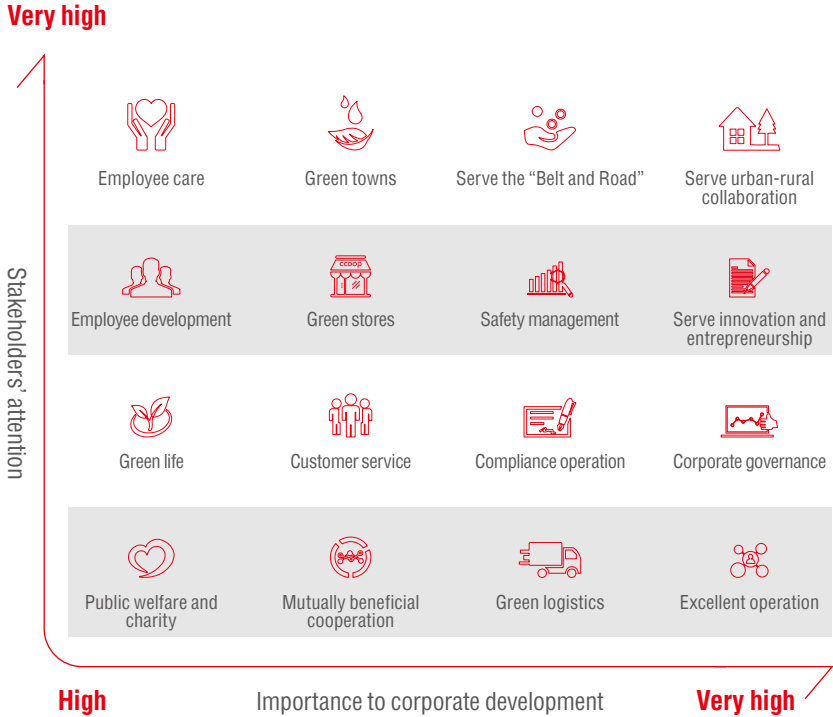 Very high
Employee care
Green towns
Serve the “Belt and Road”
Serve urban-rural
collaboration
Stakeholders’ attention
ccoop
Employee development
Green stores
Safety management
Serve innovation and
entrepreneurship
Green life
Customer service
Compliance operation
Corporate governance
Public welfare and
charity
Mutually beneficial
cooperation
Green logistics
Excellent operation
High
Importance to corporate development
Very high